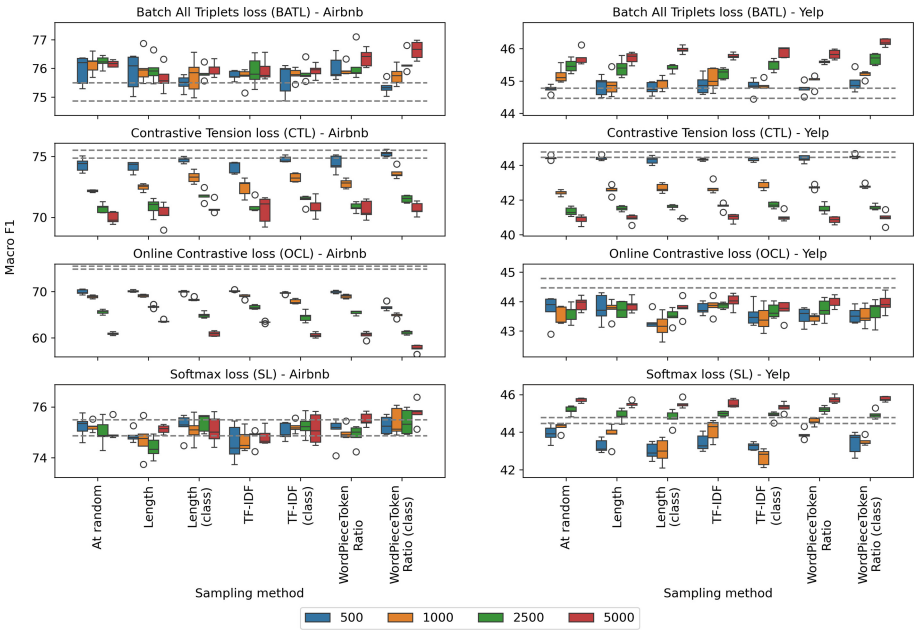 Batch All Triplets loss (BATL) - Airbnb
77
76
75
Batch All Triplets loss (BATL) - Yelp
46
45
44
Contrastive Tension loss (CTL) - Airbnb
75
70
Contrastive Tension loss (CTL) - Yelp
44
42
40
Macro F1
Online Contrastive loss (OCL) - Airbnb
70
60
Online Contrastive loss (OCL) - Yelp
45
44
43
Softmax loss (SL) - Airbnb
76
74
Softmax loss (SL) - Yelp
46
44
42
At random
Length
Length
(class)
TF-IDF
TF-IDF
(class)
WordPieceToken
Ratio
WordPieceToken
Ratio (class)
At random
Length
Length
(class)
TF-IDF
TF-IDF
(class)
WordPieceToken
Ratio
WordPieceToken
Ratio (class)
Sampling method
Sampling method
500
1000
2500
5000